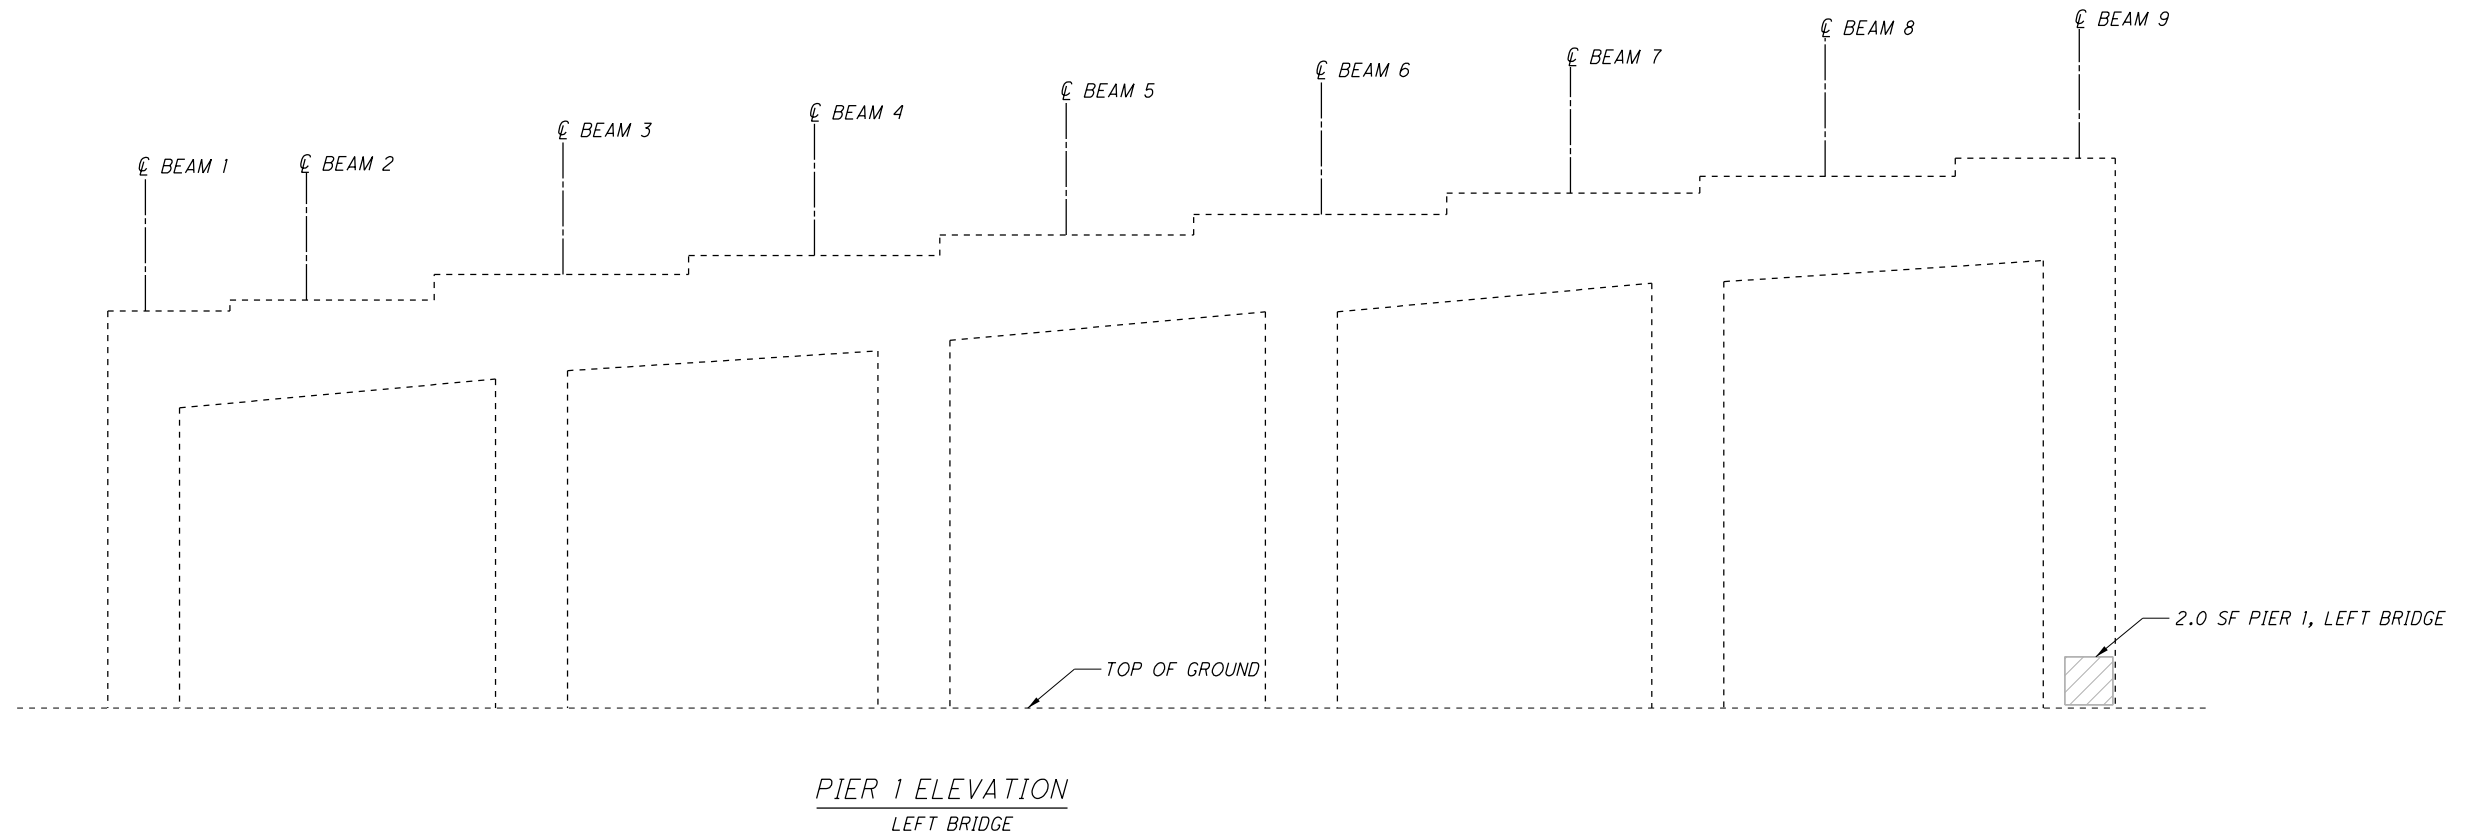 ℄ BEAM 1
℄ BEAM 2
℄ BEAM 3
℄ BEAM 4
℄ BEAM 5
℄ BEAM 6
℄ BEAM 7
℄ BEAM 8
℄ BEAM 9
2.0 SF PIER 1, LEFT BRIDGE
TOP OF GROUND
PIER 1 ELEVATION
LEFT BRIDGE